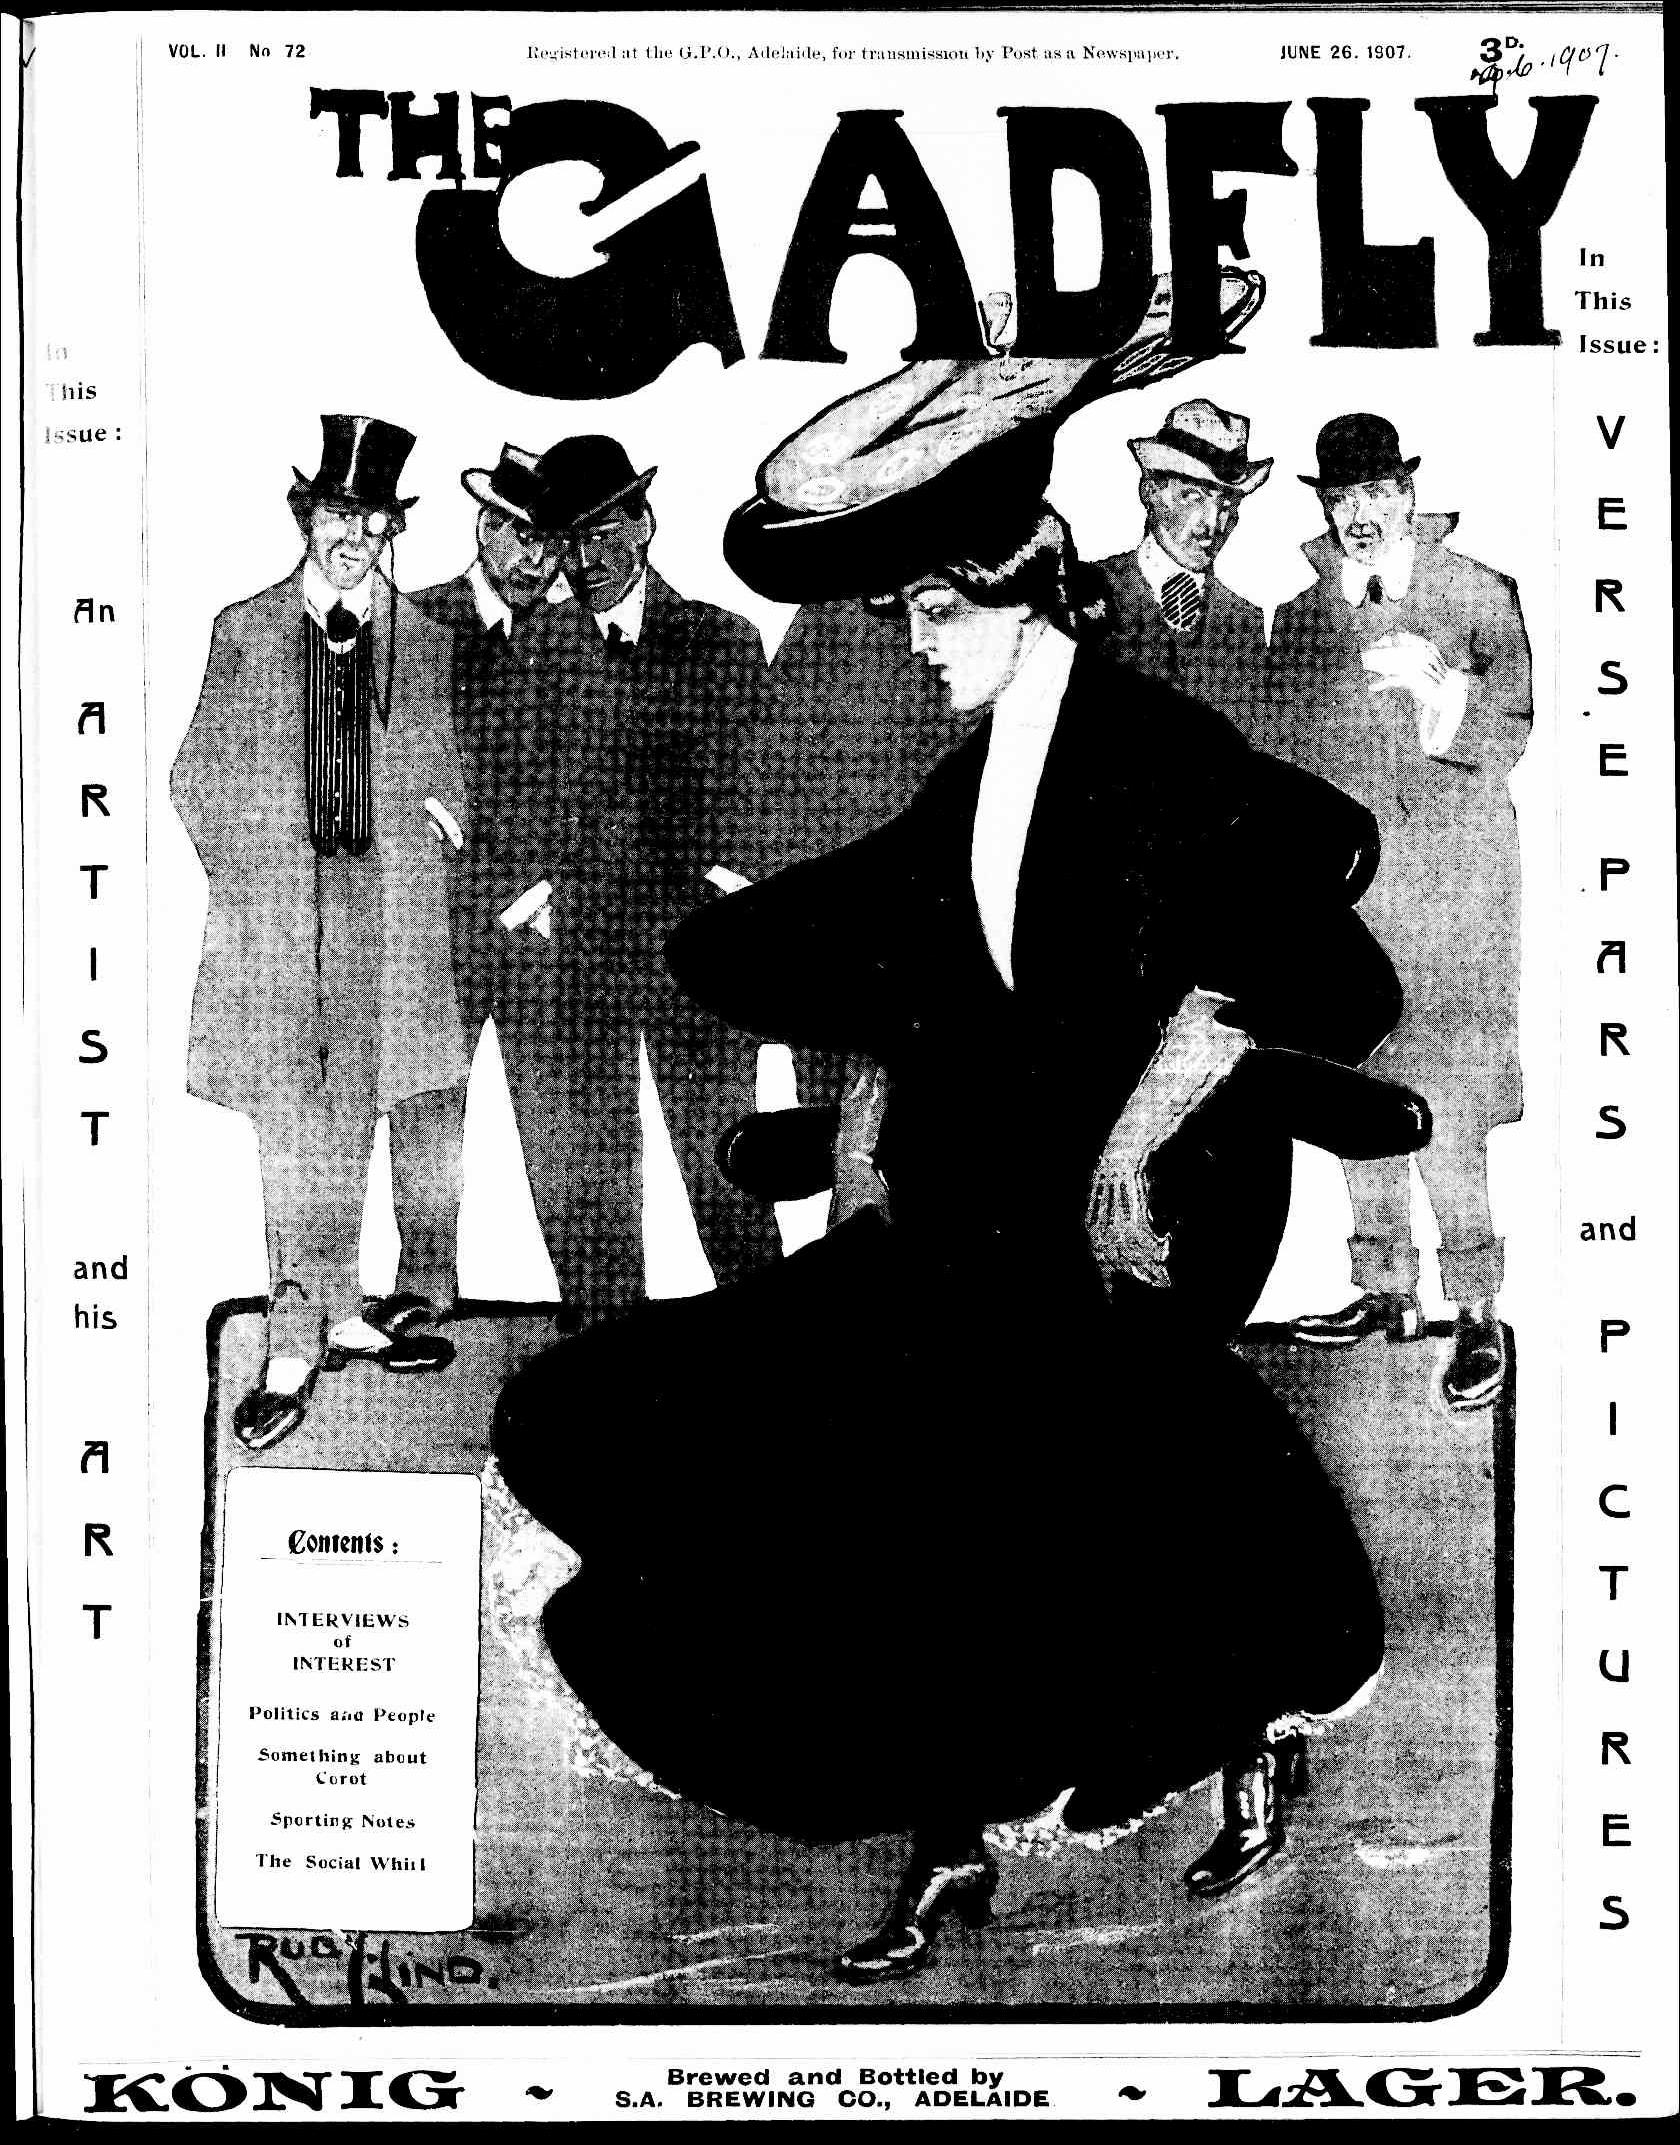 VOL. II No 72 Registered at the G.P.O., Adelaide, for transmission by Post as a Newspaper. JUNE 26. 1907. 3D.
.6.1907.
THE GADFLY
In
This
Issue :
An
ARTIST
and
his
ART
In
This
Issue :
VERSE
PARS
and
PICTURES
Contents :
INTERVIEWS
of
INTEREST
Politics and People
Something about
Corot
Sporting Notes
The Social Whirl
HIND.
KÖNIG ~ Brewed and Bottled by ~ LAGER.
S.A. BREWING CO., ADELAIDE